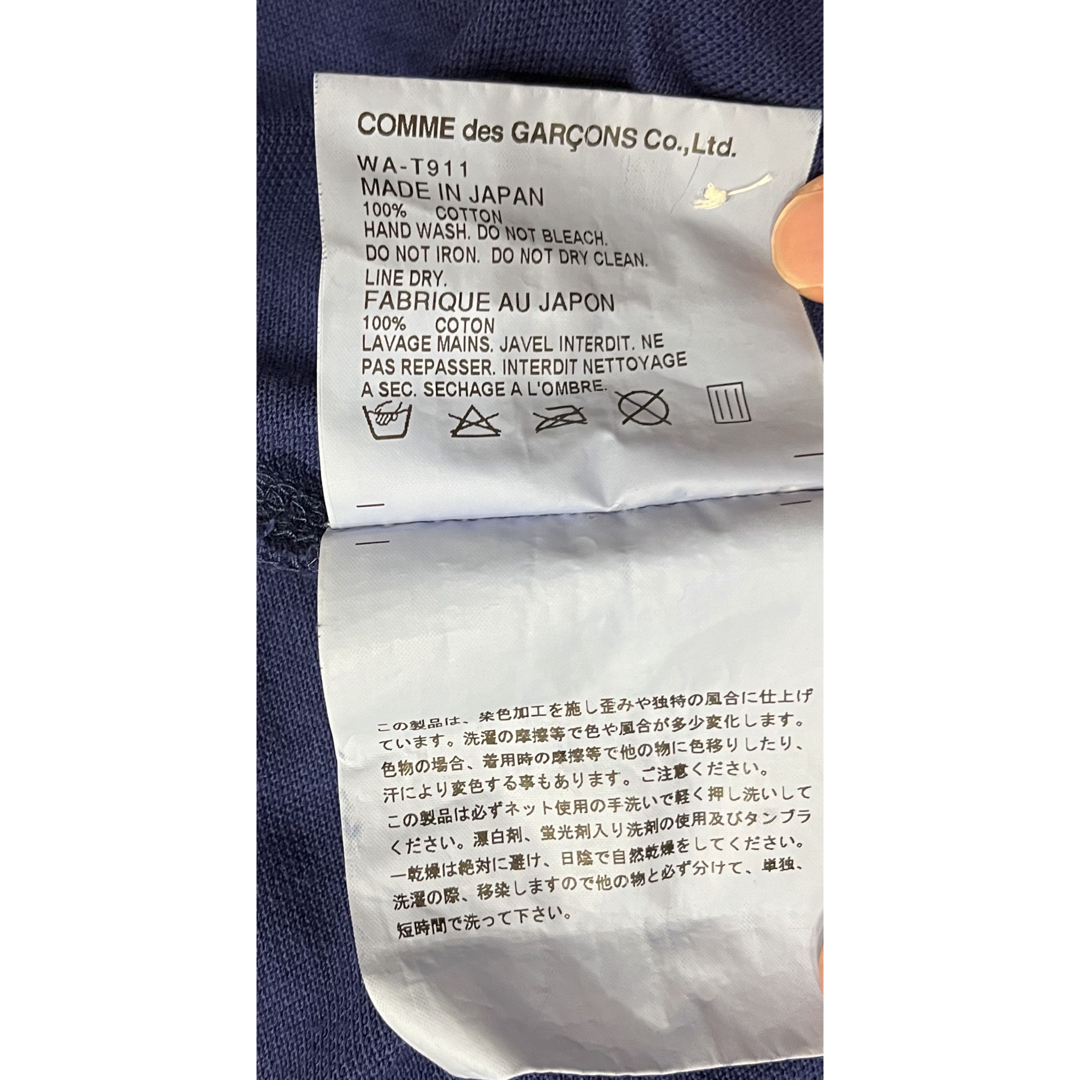 COMME des GARÇONS Co.,Ltd.
WA-T911
MADE IN JAPAN
100% COTTON
HAND WASH. DO NOT BLEACH.
DO NOT IRON. DO NOT DRY CLEAN.
LINE DRY.
FABRIQUE AU JAPON
100% COTON
LAVAGE MAINS. JAVEL INTERDIT. NE
PAS REPASSER. INTERDIT NETTOYAGE
A SEC. SECHAGE A L'OMBRE.
この製品は、染色加工を施し歪みや独特の風合に仕上げ
ています。洗濯の摩擦等で色や風合が多少変化します。
色物の場合、着用時の摩擦等で他の物に色移りしたり、
汗により変色する事もあります。ご注意ください。
この製品は必ずネット使用の手洗いで軽く押し洗いして
ください。漂白剤、蛍光剤入り洗剤の使用及びタンブラ
ー乾燥は絶対に避け、日陰で自然乾燥をしてください。
洗濯の際、移染しますので他の物と必ず分けて、単独、
短時間で洗って下さい。